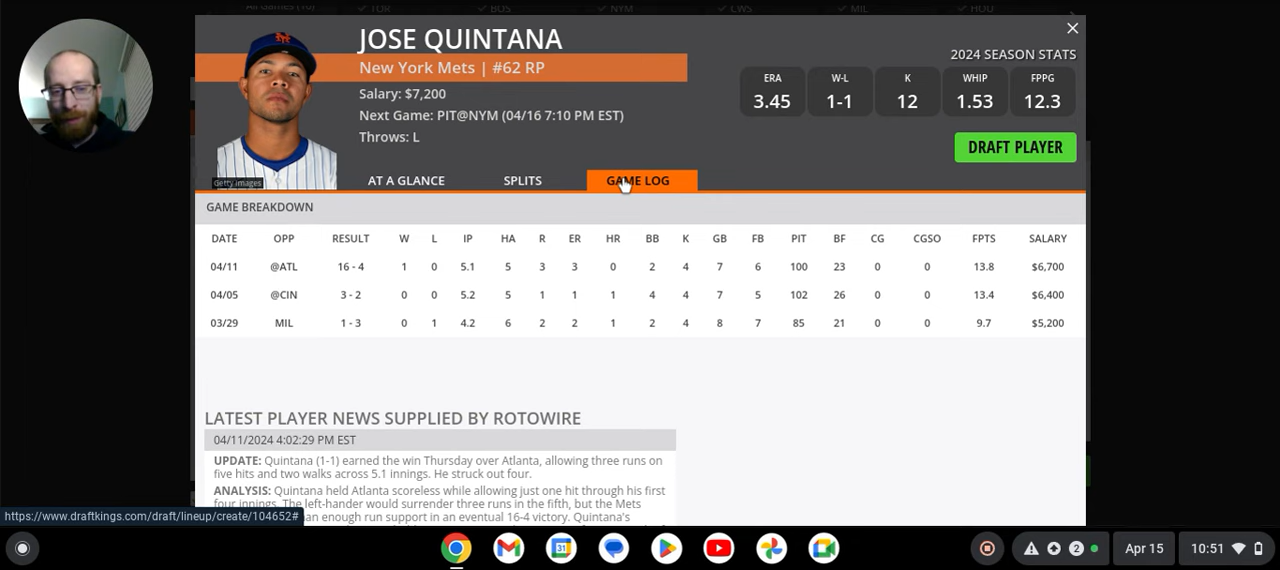 All Games (10) TOR BOS NYM CWS MIL HOU
JOSE QUINTANA
New York Mets | #62 RP
Salary: $7,200
Next Game: PIT@NYM (04/16 7:10 PM EST)
Throws: L
Getty Images
2024 SEASON STATS
ERA W-L K WHIP FPPG
3.45 1-1 12 1.53 12.3
DRAFT PLAYER
AT A GLANCE SPLITS GAME LOG
GAME BREAKDOWN
DATE OPP RESULT W L IP HA R ER HR BB K GB FB PIT BF CG CGSO FPTS SALARY
04/11 @ATL 16 - 4 1 0 5.1 5 3 3 0 2 4 7 6 100 23 0 0 13.8 $6,700
04/05 @CIN 3 - 2 0 0 5.2 5 1 1 1 4 4 7 5 102 26 0 0 13.4 $6,400
03/29 MIL 1 - 3 0 1 4.2 6 2 2 1 2 4 8 7 85 21 0 0 9.7 $5,200
LATEST PLAYER NEWS SUPPLIED BY ROTOWIRE
04/11/2024 4:02:29 PM EST
UPDATE: Quintana (1-1) earned the win Thursday over Atlanta, allowing three runs on
five hits and two walks across 5.1 innings. He struck out four.
ANALYSIS: Quintana held Atlanta scoreless while allowing just one hit through his first
four innings. The left-hander would surrender three runs in the fifth, but the Mets
an enough run support in an eventual 16-4 victory. Quintana's
https://www.draftkings.com/draft/lineup/create/104652#
31
2
Apr 15
10:51